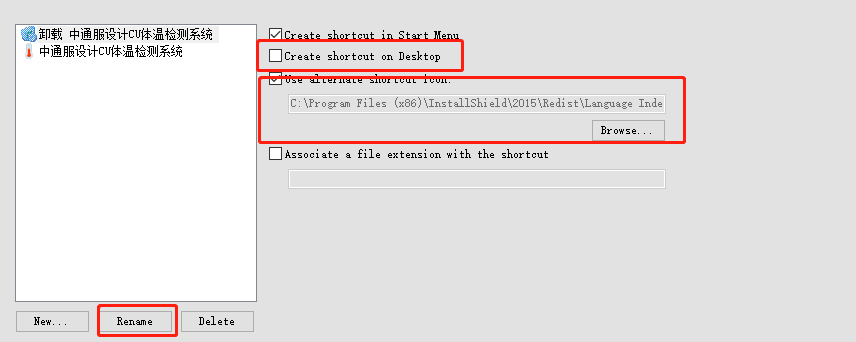 卸载 中通服设计CU体温检测系统
中通服设计CU体温检测系统
New...
Rename
Delete
Create shortcut in Start Menu
Create shortcut on Desktop
Use alternate shortcut icon:
C:\Program Files (x86)\InstallShield\2015\Redist\Language Inde
Browse...
Associate a file extension with the shortcut